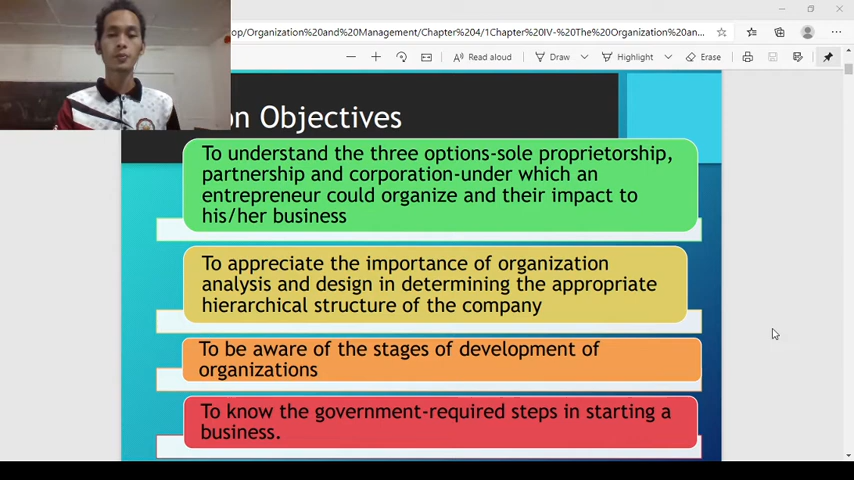 op/Organization%20and%20Management/Chapter%204/1Chapter%20IV-%20The%20Organization%20an...
Read aloud
Draw
Highlight
Erase
on Objectives
To understand the three options-sole proprietorship,
partnership and corporation-under which an
entrepreneur could organize and their impact to
his/her business
To appreciate the importance of organization
analysis and design in determining the appropriate
hierarchical structure of the company
To be aware of the stages of development of
organizations
To know the government-required steps in starting a
business.